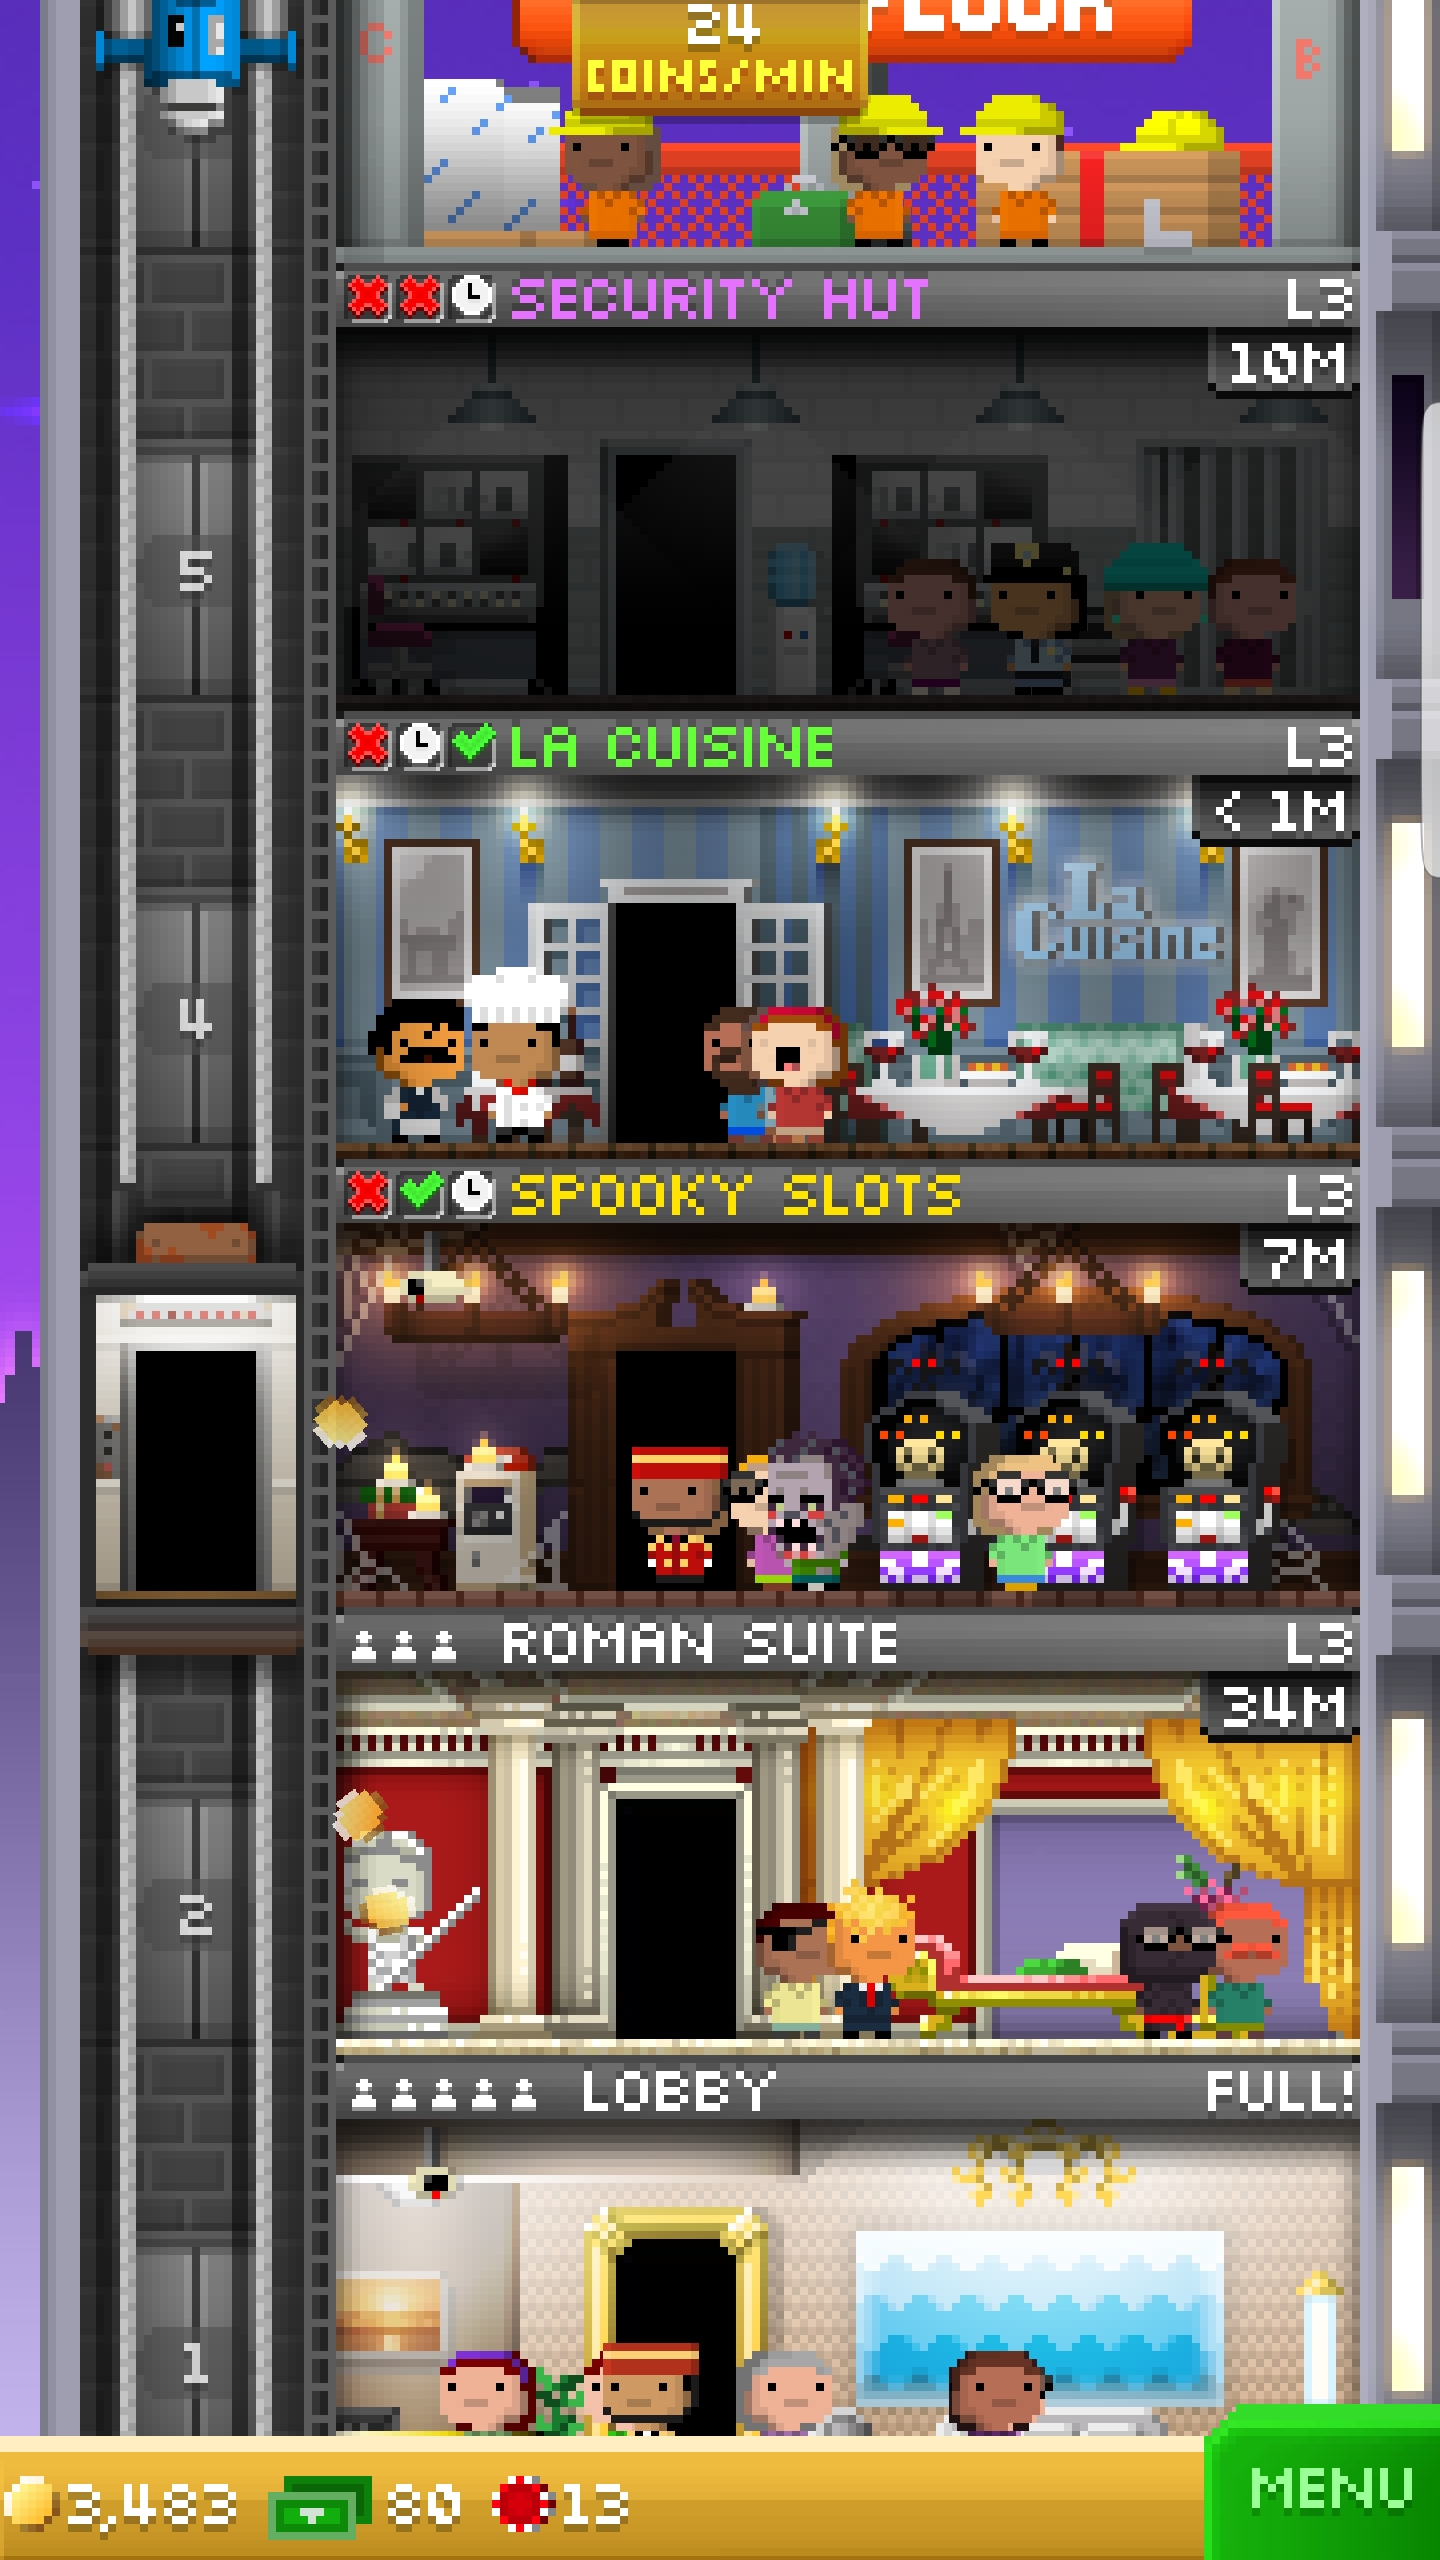 24
COINS/MIN
FLOOR
C
B
SECURITY HUT
L3
10M
5
LA CUISINE
L3
< 1M
La
Cuisine
4
SPOOKY SLOTS
L3
7M
ROMAN SUITE
L3
34M
2
LOBBY
FULL!
1
3,483
80
13
MENU